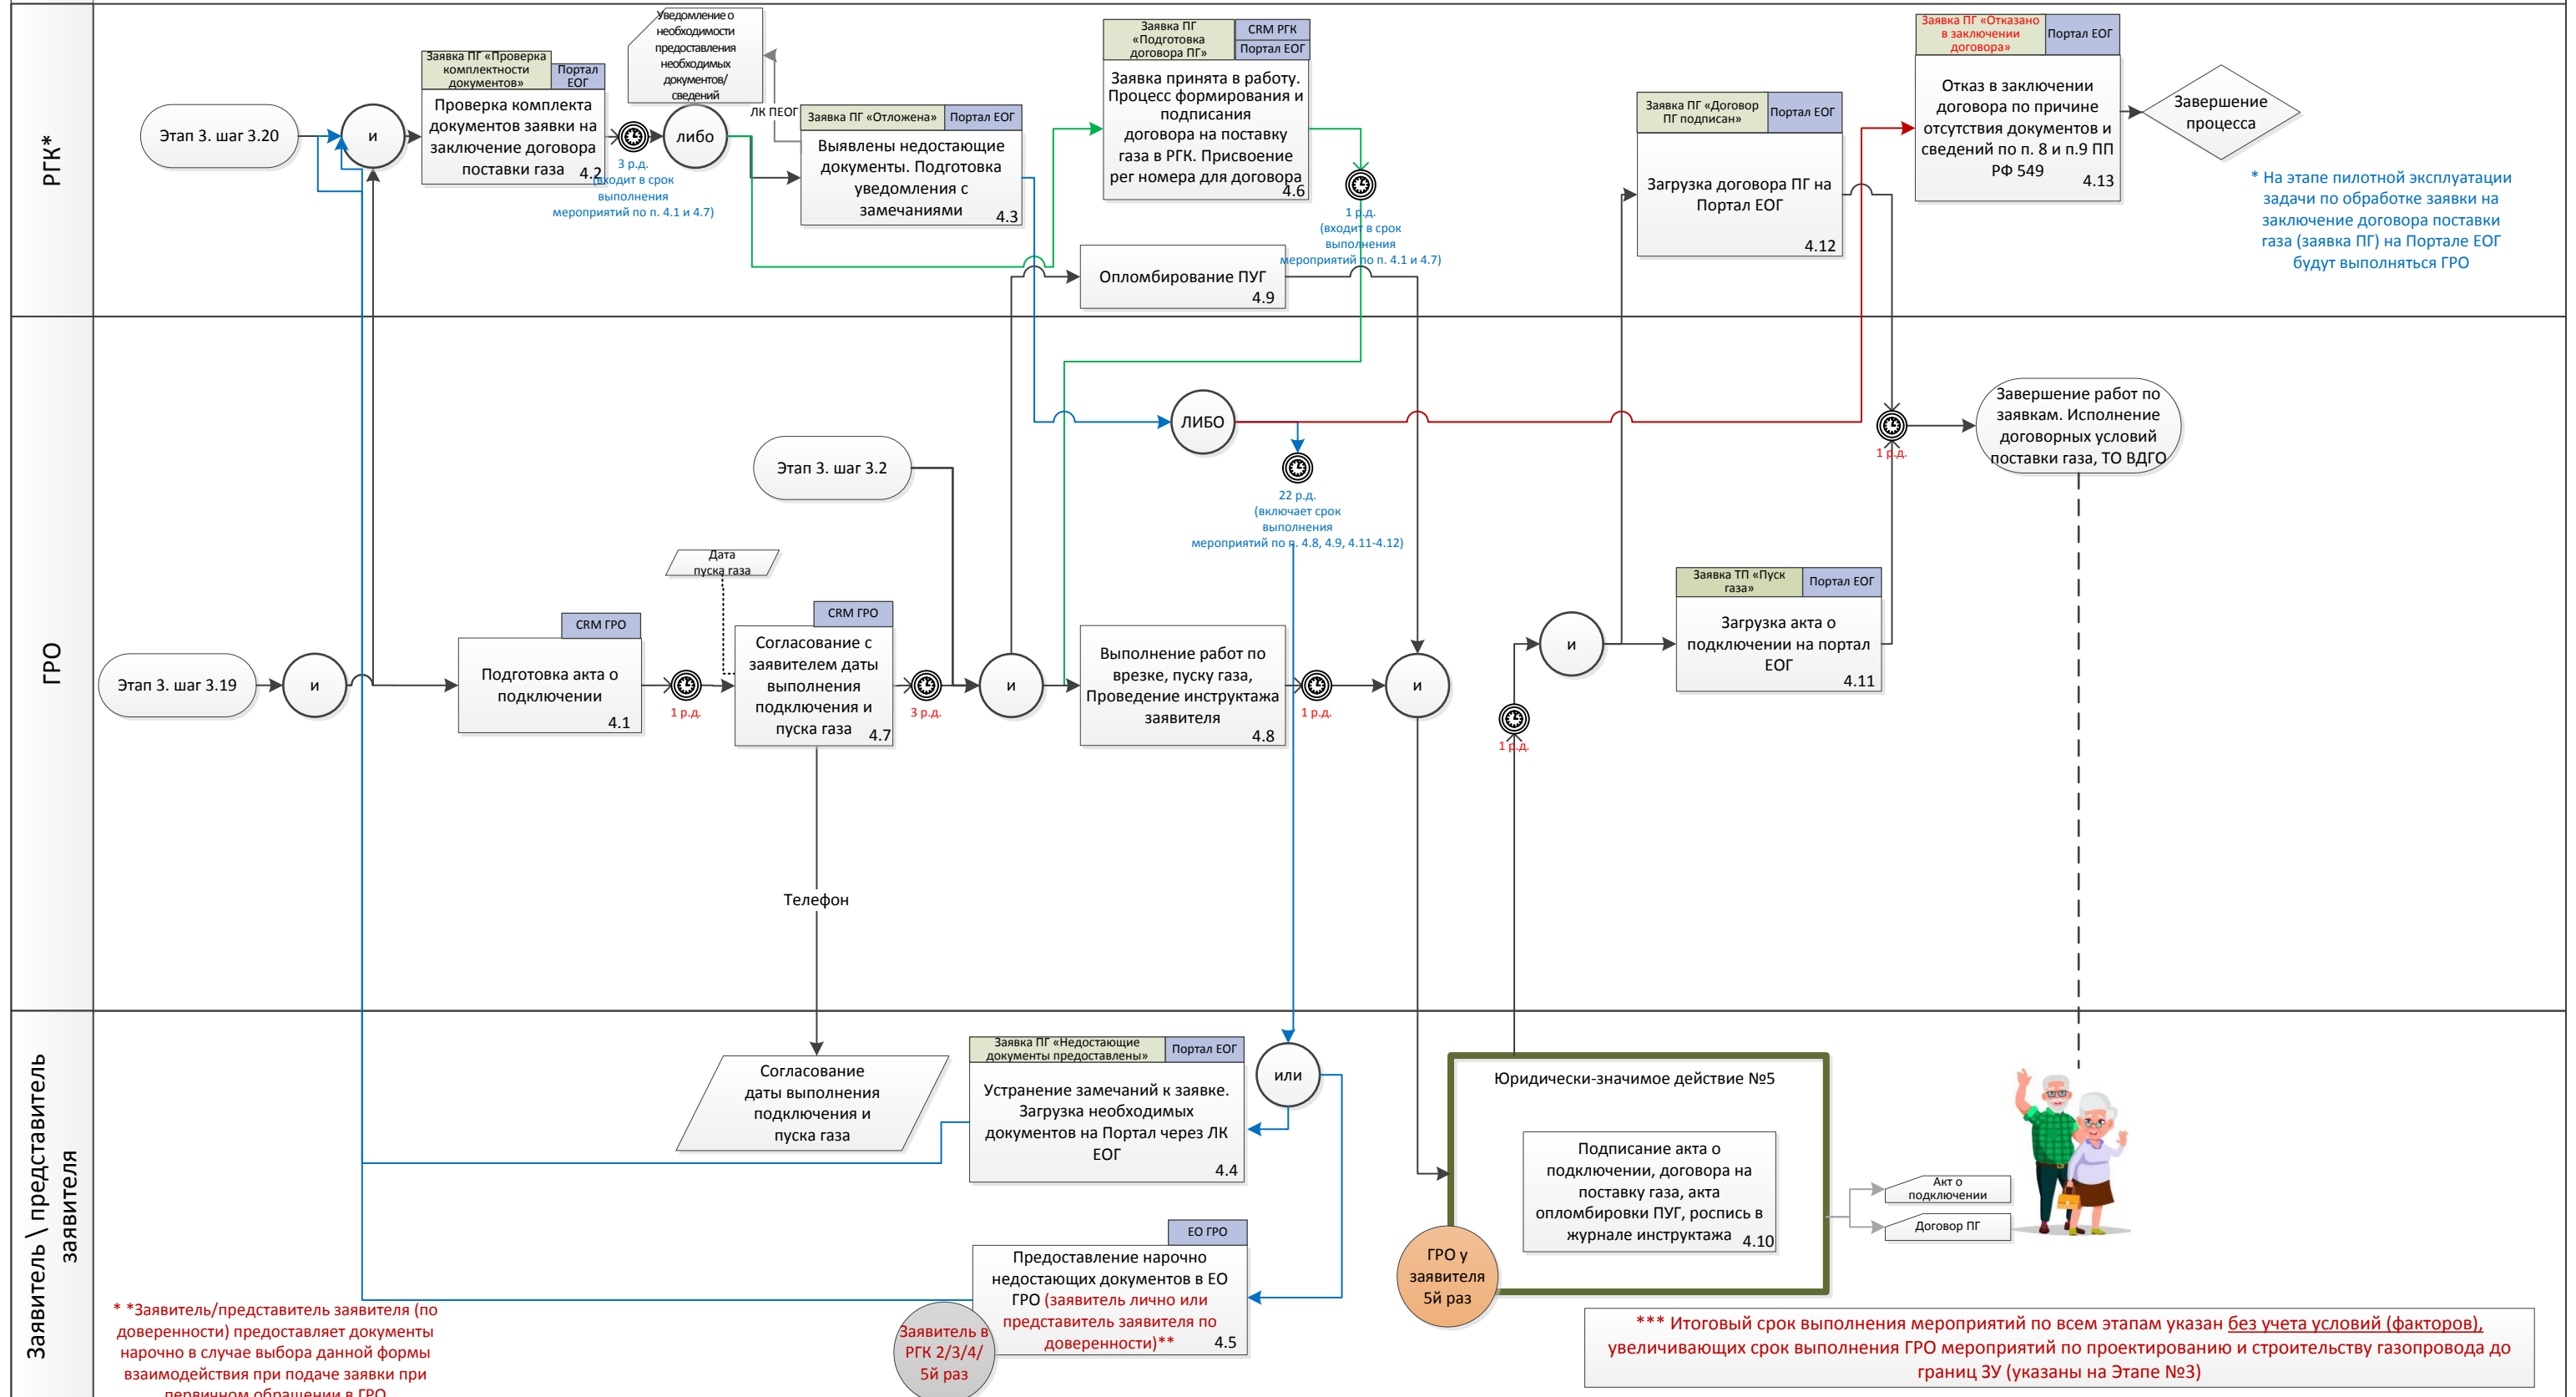 РГК*
Этап 3. шаг 3.20
и
Заявка ПГ «Проверка
комплектности
документов»
Портал
ЕОГ
Проверка комплекта
документов заявки на
заключение договора
поставки газа
4.2
3 р.д.
(входит в срок
выполнения
мероприятий по п. 4.1 и 4.7)
либо
Уведомление о
необходимости
предоставления
необходимых
документов/
сведений
ЛК ПЕОГ
Заявка ПГ «Отложена»
Портал ЕОГ
Выявлены недостающие
документы. Подготовка
уведомления с
замечаниями
4.3
Заявка ПГ
«Подготовка
договора ПГ»
CRM РГК
Портал ЕОГ
Заявка принята в работу.
Процесс формирования и
подписания
договора на поставку
газа в РГК. Присвоение
рег номера для договора
4.6
1 р.д.
(входит в срок
выполнения
мероприятий по п. 4.1 и 4.7)
Опломбирование ПУГ
4.9
Заявка ПГ «Договор
ПГ подписан»
Портал ЕОГ
Загрузка договора ПГ на
Портал ЕОГ
4.12
Заявка ПГ «Отказано
в заключении
договора»
Портал ЕОГ
Отказ в заключении
договора по причине
отсутствия документов и
сведений по п. 8 и п.9 ПП
РФ 549
4.13
Завершение
процесса
* На этапе пилотной эксплуатации
задачи по обработке заявки на
заключение договора поставки
газа (заявка ПГ) на Портале ЕОГ
будут выполняться ГРО
ГРО
Этап 3. шаг 3.19
и
CRM ГРО
Подготовка акта о
подключении
4.1
1 р.д.
Дата
пуска газа
CRM ГРО
Согласование с
заявителем даты
выполнения
подключения и
пуска газа
4.7
3 р.д.
Этап 3. шаг 3.2
и
Выполнение работ по
врезке, пуску газа,
Проведение инструктажа
заявителя
4.8
1 р.д.
ЛИБО
22 р.д.
(включает срок
выполнения
мероприятий по п. 4.8, 4.9, 4.11-4.12)
и
1 р.д.
и
Заявка ТП «Пуск
газа»
Портал ЕОГ
Загрузка акта о
подключении на портал
ЕОГ
4.11
1 р.д.
Завершение работ по
заявкам. Исполнение
договорных условий
поставки газа, ТО ВДГО
Телефон
Заявитель \ представитель
заявителя
Согласование
даты выполнения
подключения и
пуска газа
Заявка ПГ «Недостающие
документы предоставлены»
Портал ЕОГ
Устранение замечаний к заявке.
Загрузка необходимых
документов на Портал через ЛК
ЕОГ
4.4
или
ЕО ГРО
Предоставление нарочно
недостающих документов в ЕО
ГРО (заявитель лично или
представитель заявителя по
доверенности)**
4.5
Заявитель в
РГК 2/3/4/
5й раз
Юридически-значимое действие №5
Подписание акта о
подключении, договора на
поставку газа, акта
опломбировки ПУГ, роспись в
журнале инструктажа
4.10
ГРО у
заявителя
5й раз
Акт о
подключении
Договор ПГ
* *Заявитель/представитель заявителя (по
доверенности) предоставляет документы
нарочно в случае выбора данной формы
взаимодействия при подаче заявки при
первичном обращении в ГРО
*** Итоговый срок выполнения мероприятий по всем этапам указан без учета условий (факторов),
увеличивающих срок выполнения ГРО мероприятий по проектированию и строительству газопровода до
границ ЗУ (указаны на Этапе №3)